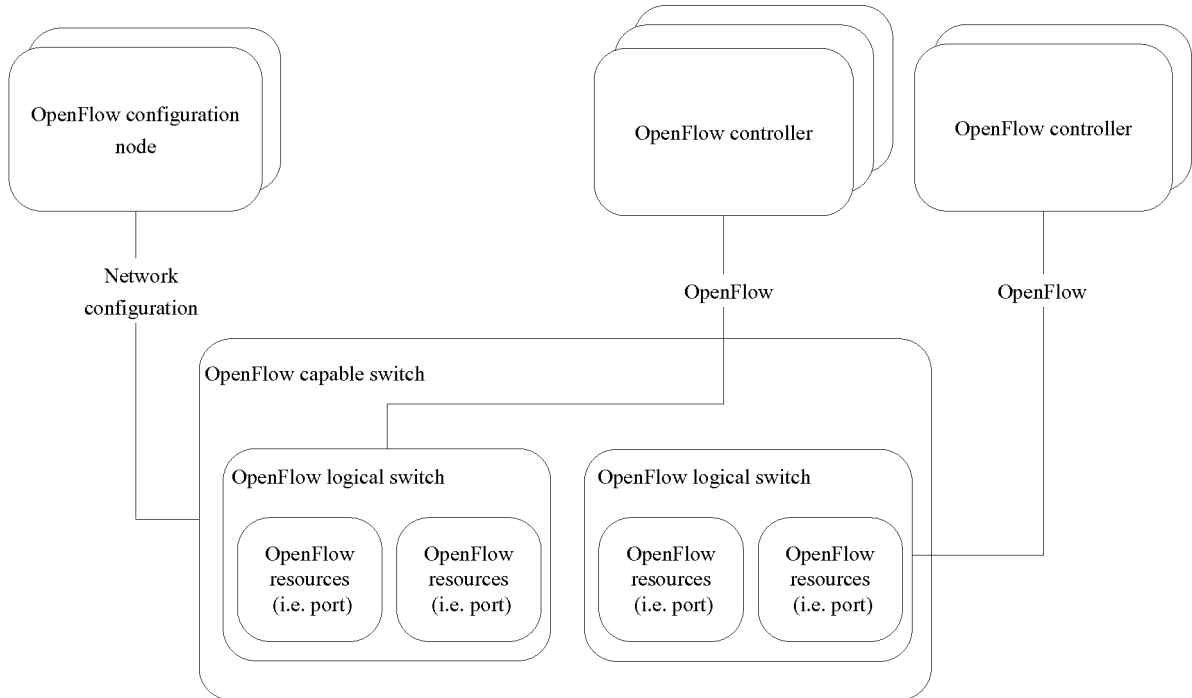 OpenFlow configuration
node
OpenFlow controller
OpenFlow controller
Network
configuration
OpenFlow
OpenFlow
OpenFlow capable switch
OpenFlow logical switch
OpenFlow
resources
(i.e. port)
OpenFlow
resources
(i.e. port)
OpenFlow logical switch
OpenFlow
resources
(i.e. port)
OpenFlow
resources
(i.e. port)